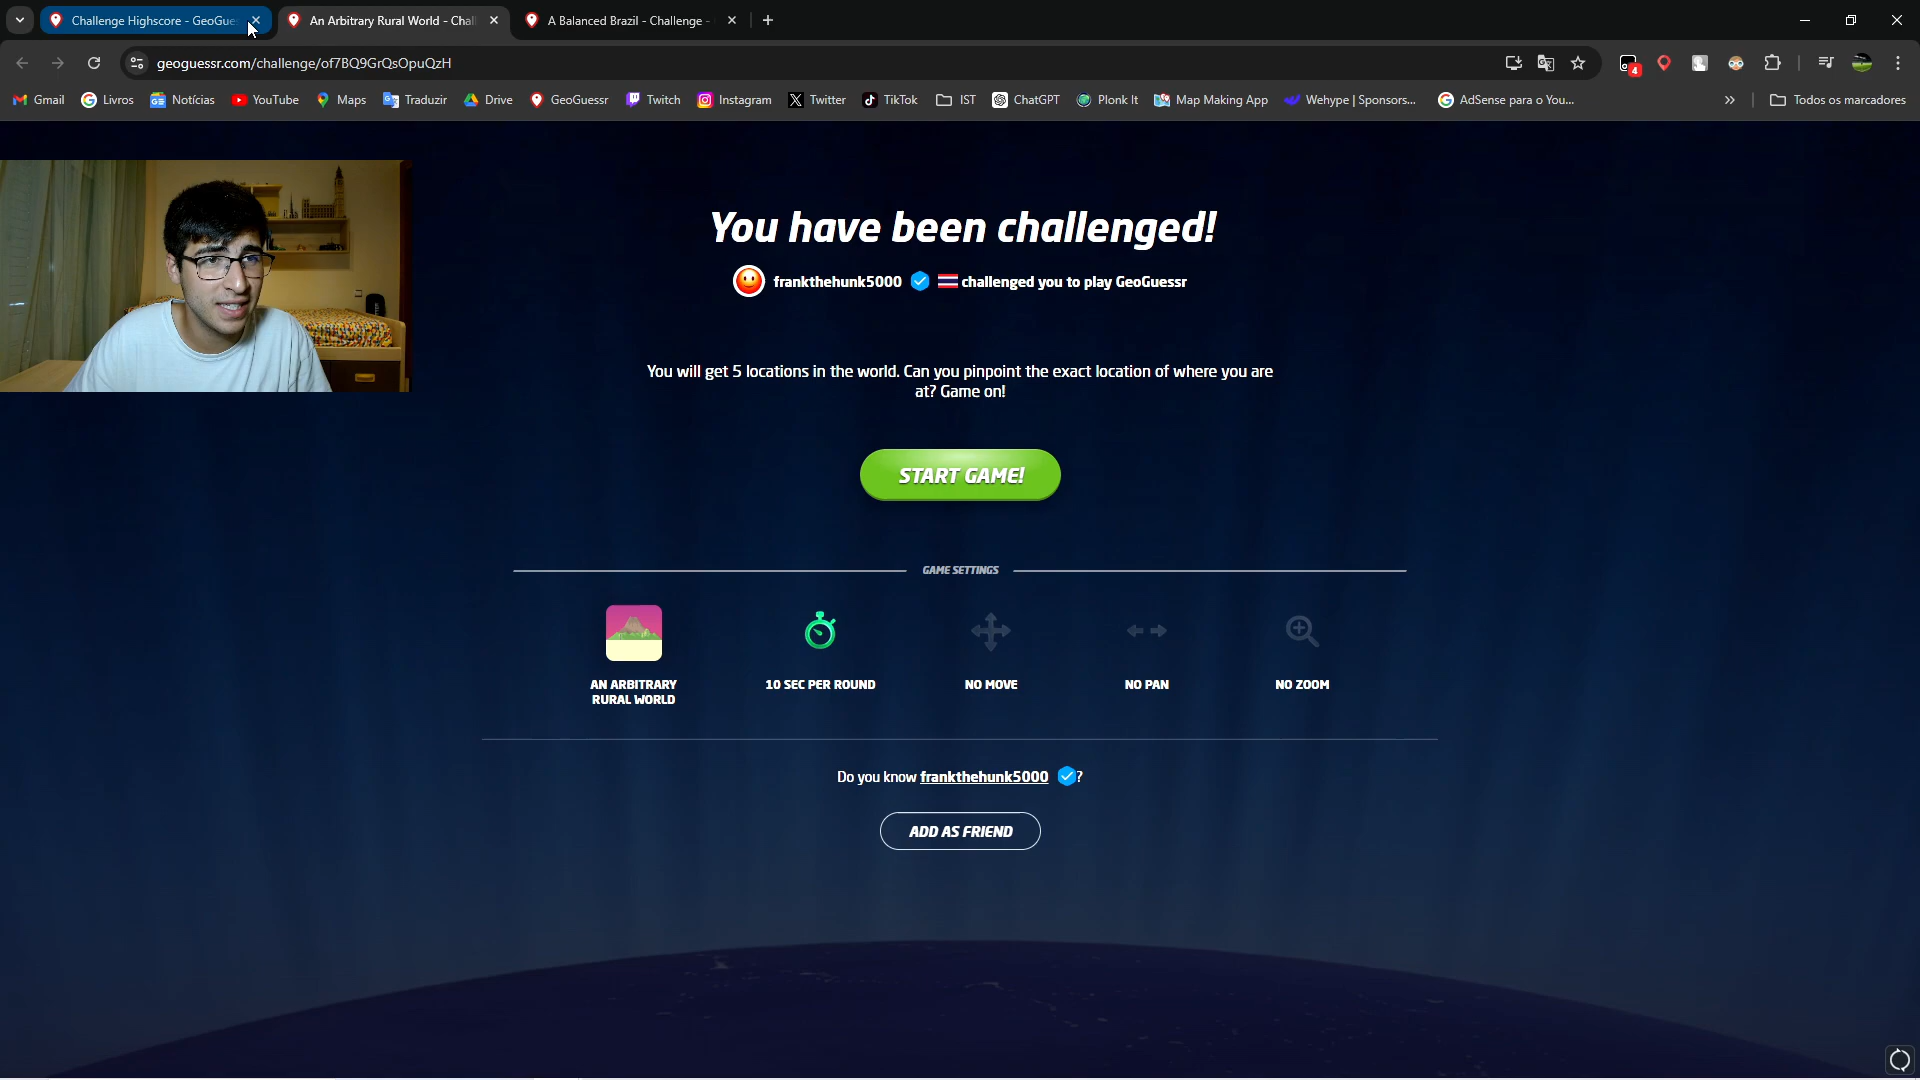 Challenge Highscore - GeoGues
An Arbitrary Rural World - Chal
A Balanced Brazil - Challenge -
geoguessr.com/challenge/of7BQ9GrQsOpuQzH
4
Gmail
Livros
Notícias
YouTube
Maps
Traduzir
Drive
GeoGuessr
Twitch
Instagram
Twitter
TikTok
IST
ChatGPT
Plonk It
Map Making App
Wehype | Sponsors...
AdSense para o You...
Todos os marcadores
You have been challenged!
frankthehunk5000 challenged you to play GeoGuessr
You will get 5 locations in the world. Can you pinpoint the exact location of where you are
at? Game on!
START GAME!
GAME SETTINGS
AN ARBITRARY
RURAL WORLD
10 SEC PER ROUND
NO MOVE
NO PAN
NO ZOOM
Do you know frankthehunk5000 ?
ADD AS FRIEND